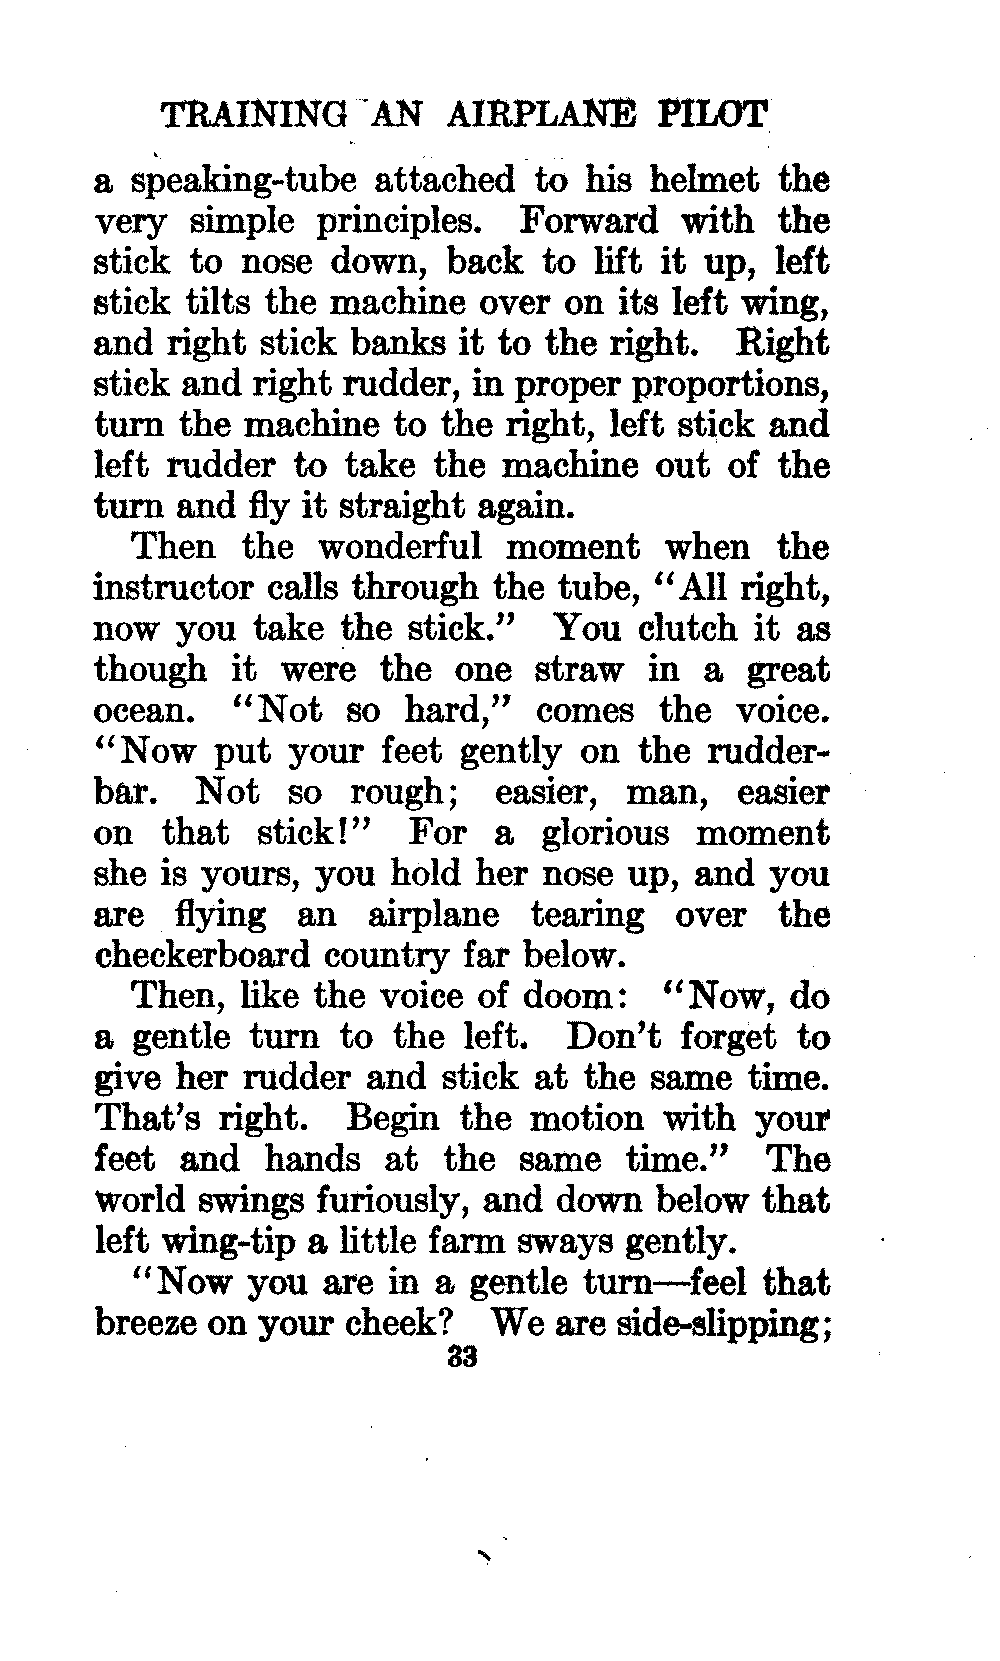 TRAINING AN AIRPLANE PILOT
a speaking-tube attached to his helmet the
very simple principles. Forward with the
stick to nose down, back to lift it up, left
stick tilts the machine over on its left wing,
and right stick banks it to the right. Right
stick and right rudder, in proper proportions,
turn the machine to the right, left stick and
left rudder to take the machine out of the
turn and fly it straight again.
Then the wonderful moment when the
instructor calls through the tube, “All right,
now you take the stick.” You clutch it as
though it were the one straw in a great
ocean. “Not so hard,” comes the voice.
“Now put your feet gently on the rudder-
bar. Not so rough; easier, man, easier
on that stick!” For a glorious moment
she is yours, you hold her nose up, and you
are flying an airplane tearing over the
checkerboard country far below.
Then, like the voice of doom: “Now, do
a gentle turn to the left. Don’t forget to
give her rudder and stick at the same time.
That’s right. Begin the motion with your
feet and hands at the same time.” The
world swings furiously, and down below that
left wing-tip a little farm sways gently.
“Now you are in a gentle turn—feel that
breeze on your cheek? We are side-slipping;
33